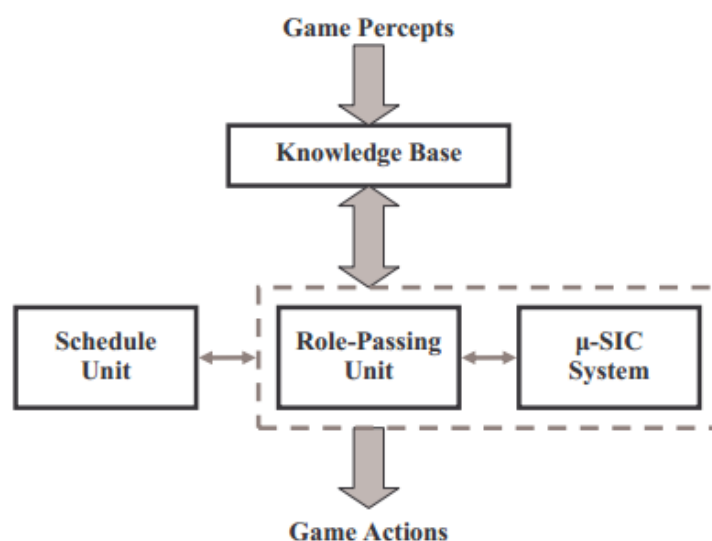 Game Percepts
Knowledge Base
Schedule
Unit
Role-Passing
Unit
μ-SIC
System
Game Actions